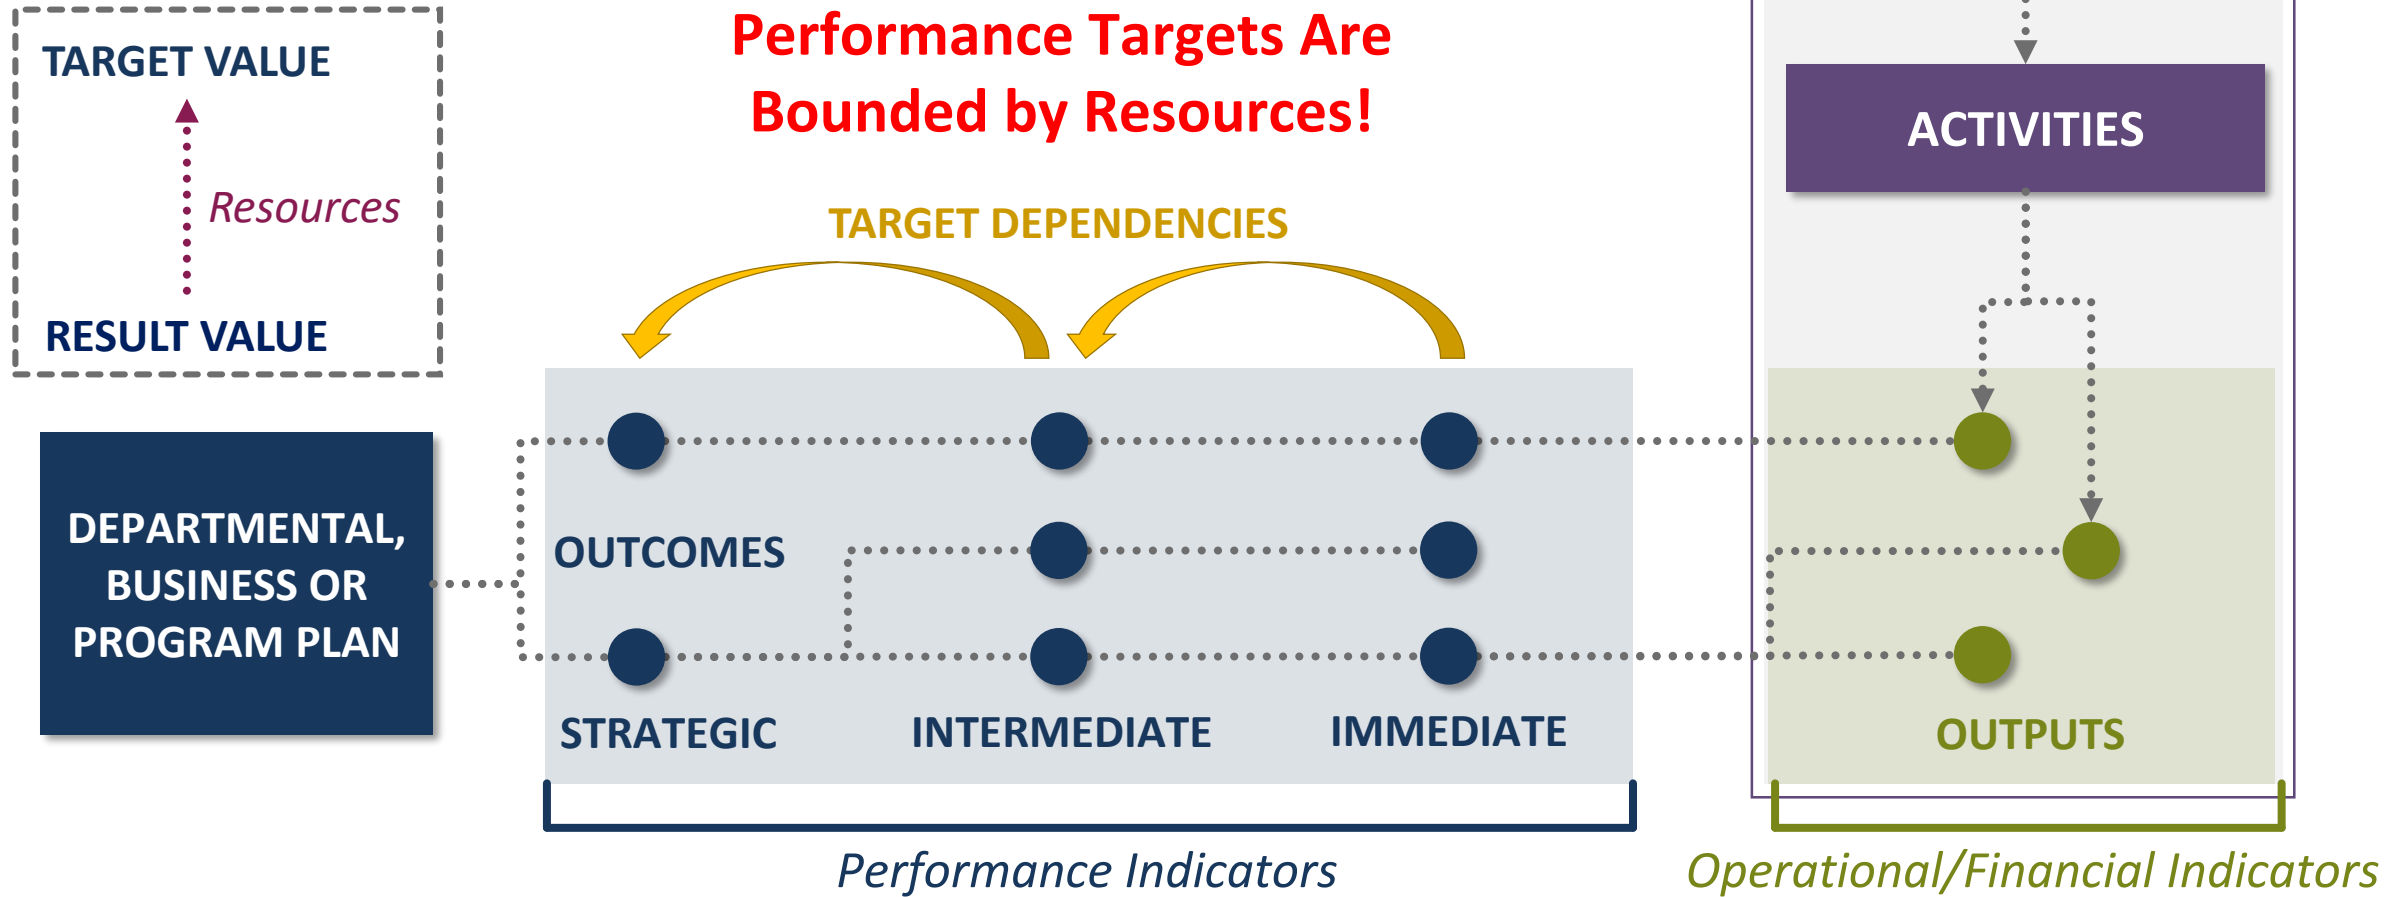 TARGET VALUE
Resources
RESULT VALUE
Performance Targets Are
Bounded by Resources!
TARGET DEPENDENCIES
ACTIVITIES
DEPARTMENTAL,
BUSINESS OR
PROGRAM PLAN
OUTCOMES
STRATEGIC
INTERMEDIATE
IMMEDIATE
OUTPUTS
Performance Indicators
Operational/Financial Indicators